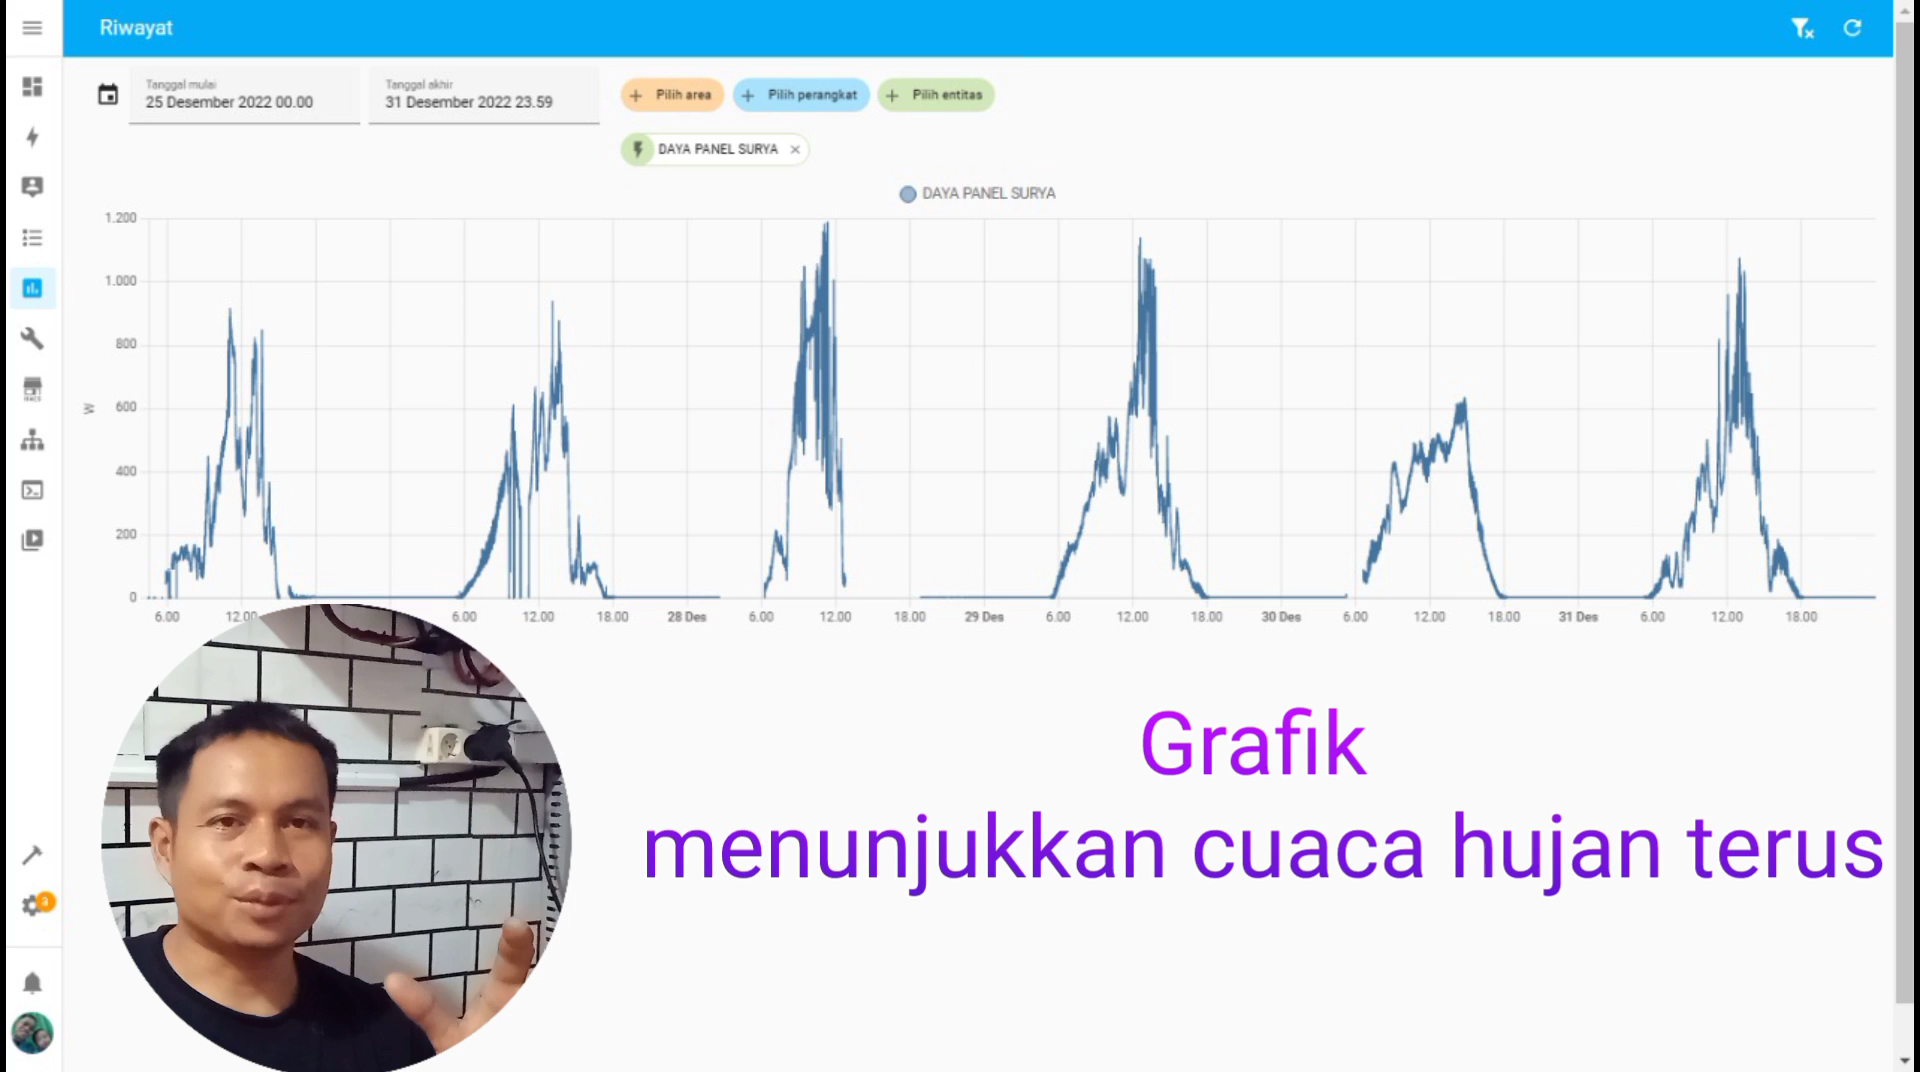 Riwayat
Tanggal mulai
25 Desember 2022 00.00
Tanggal akhir
31 Desember 2022 23.59
Pilih area
Pilih perangkat
Pilih entitas
DAYA PANEL SURYA
DAYA PANEL SURYA
1.200
1.000
800
600
400
200
0
W
6.00 12.00 6.00 12.00 18.00 28 Des 6.00 12.00 18.00 29 Des 6.00 12.00 18.00 30 Des 6.00 12.00 18.00 31 Des 6.00 12.00 18.00
Grafik
menunjukkan cuaca hujan terus